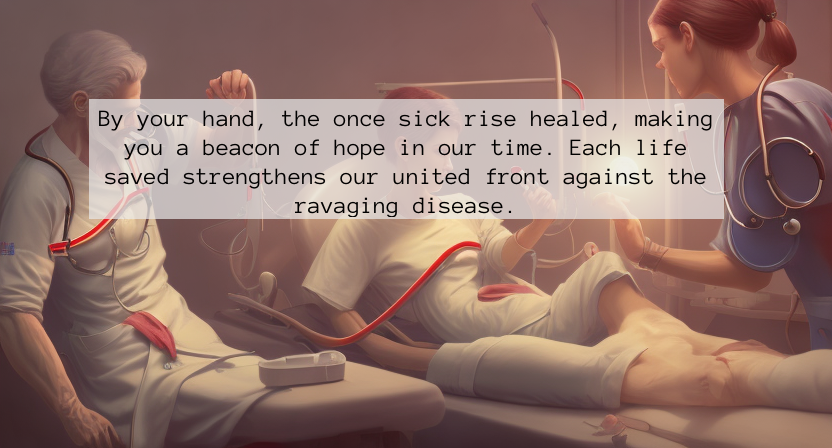 By your hand, the once sick rise healed, making
you a beacon of hope in our time. Each life
saved strengthens our united front against the
ravaging disease.